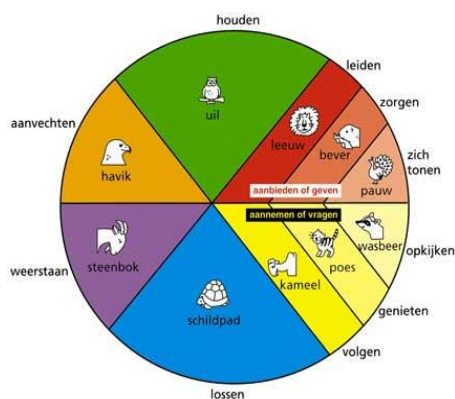 houden
leiden
zorgen
zich
tonen
aanvechten
uil
leeuw
bever
pauw
havik
aanbieden of geven
aannemen of vragen
steenbok
wasbeer
poes
kameel
schildpad
weerstaan
opkijken
genieten
volgen
lossen